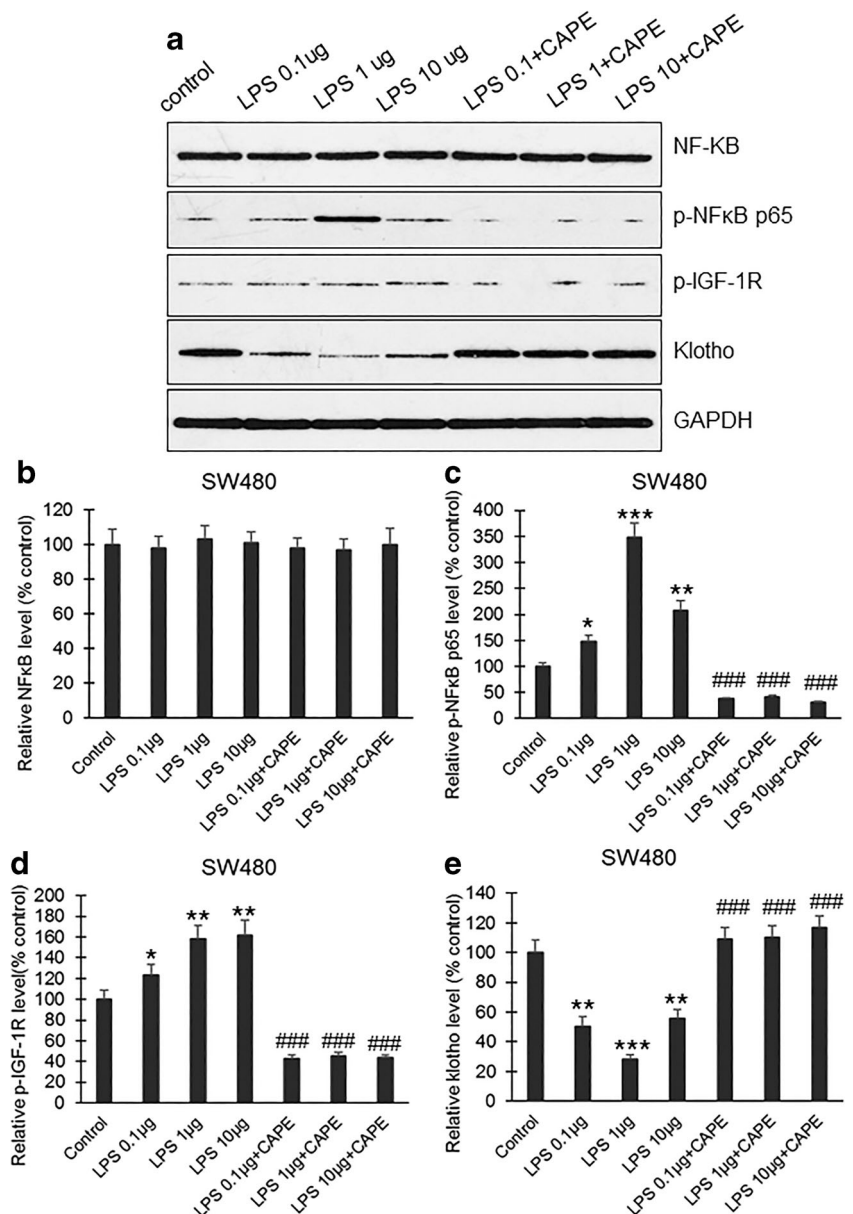 a
control
LPS 0.1ug
LPS 1 ug
LPS 10 ug
LPS 0.1+CAPE
LPS 1+CAPE
LPS 10+CAPE
NF-KB
p-NFκB p65
p-IGF-1R
Klotho
GAPDH
b
SW480
Relative NFκB level (% control)
120
100
80
60
40
20
0
Control
LPS 0.1µg
LPS 1µg
LPS 10µg
LPS 0.1µg+CAPE
LPS 1µg+CAPE
LPS 10µg+CAPE
c
SW480
Relative p-NFκB p65 level (% control)
400
350
300
250
200
150
100
50
0
*
***
**
###
###
###
Control
LPS 0.1µg
LPS 1µg
LPS 10µg
LPS 0.1µg+CAPE
LPS 1µg+CAPE
LPS 10µg+CAPE
d
SW480
Relative p-IGF-1R level(% control)
200
180
160
140
120
100
80
60
40
20
0
*
**
**
###
###
###
Control
LPS 0.1µg
LPS 1µg
LPS 10µg
LPS 0.1µg+CAPE
LPS 1µg+CAPE
LPS 10µg+CAPE
e
SW480
Relative klotho level (% control)
140
120
100
80
60
40
20
0
**
***
**
###
###
###
Control
LPS 0.1µg
LPS 1µg
LPS 10µg
LPS 0.1µg+CAPE
LPS 1µg+CAPE
LPS 10µg+CAPE